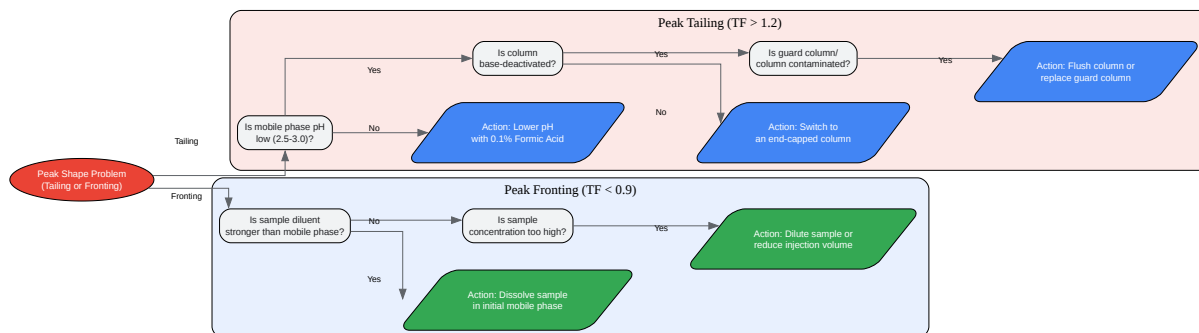 Peak Tailing (TF > 1.2)
Is column
base-deactivated?
Yes
Is guard column/
column contaminated?
Yes
Action: Flush column or
replace guard column
Yes
No
Is mobile phase pH
low (2.5-3.0)?
No
Action: Lower pH
with 0.1% Formic Acid
Action: Switch to
an end-capped column
Tailing
Peak Shape Problem
(Tailing or Fronting)
Fronting
Peak Fronting (TF < 0.9)
Is sample diluent
stronger than mobile phase?
No
Is sample
concentration too high?
Yes
Action: Dilute sample or
reduce injection volume
Yes
Action: Dissolve sample
in initial mobile phase